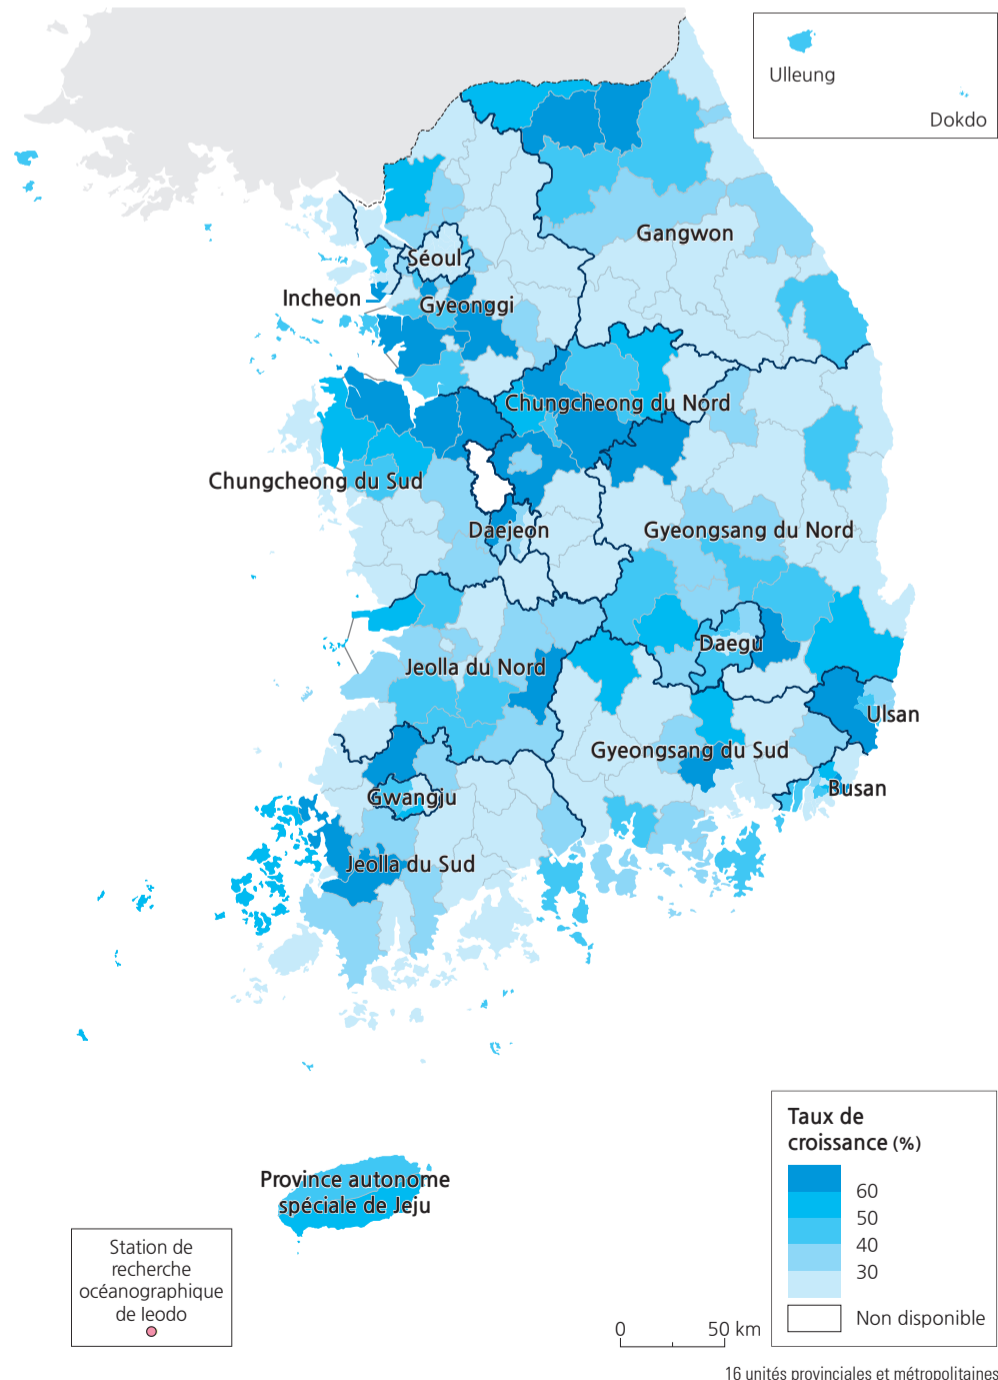 Ulleung
Dokdo
Gangwon
Séoul
Incheon
Gyeonggi
Chungcheong du Nord
Chungcheong du Sud
Daejeon
Gyeongsang du Nord
Daegu
Jeolla du Nord
Ulsan
Gyeongsang du Sud
Busan
Gwangju
Jeolla du Sud
Province autonome
spéciale de Jeju
Station de
recherche
océanographique
de Ieodo
Taux de
croissance (%)
60
50
40
30
Non disponible
0 50 km
16 unités provinciales et métropolitaines